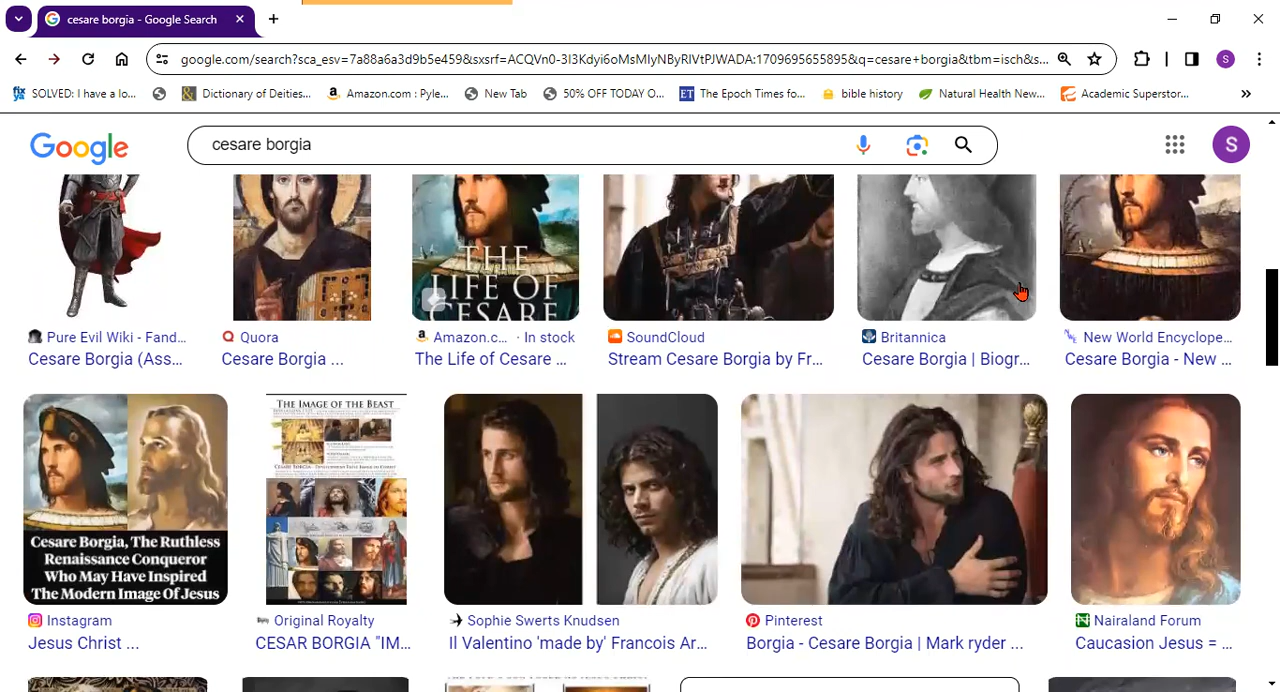 cesare borgia - Google Search
google.com/search?sca_esv=7a88a6a3d9b5e459&sxsrf=ACQVn0-3I3Kdyi6oMsMIyNByRIVtPJWADA:1709695655895&q=cesare+borgia&tbm=isch&s...
SOLVED: I have a lo...
Dictionary of Deities...
Amazon.com : Pyle...
New Tab
50% OFF TODAY O...
ET The Epoch Times fo...
bible history
Natural Health New...
Academic Superstor...
Google
cesare borgia
S
THE
LIFE OF
CESARE
Pure Evil Wiki - Fand...
Cesare Borgia (Ass...
Quora
Cesare Borgia ...
Amazon.c... · In stock
The Life of Cesare ...
SoundCloud
Stream Cesare Borgia by Fr...
Britannica
Cesare Borgia | Biogr...
New World Encyclope...
Cesare Borgia - New ...
Cesare Borgia, The Ruthless
Renaissance Conqueror
Who May Have Inspired
The Modern Image Of Jesus
THE IMAGE OF THE BEAST
Instagram
Jesus Christ ...
Original Royalty
CESAR BORGIA "IM...
Sophie Swerts Knudsen
Il Valentino 'made by' Francois Ar...
Pinterest
Borgia - Cesare Borgia | Mark ryder ...
Nairaland Forum
Caucasion Jesus = ...